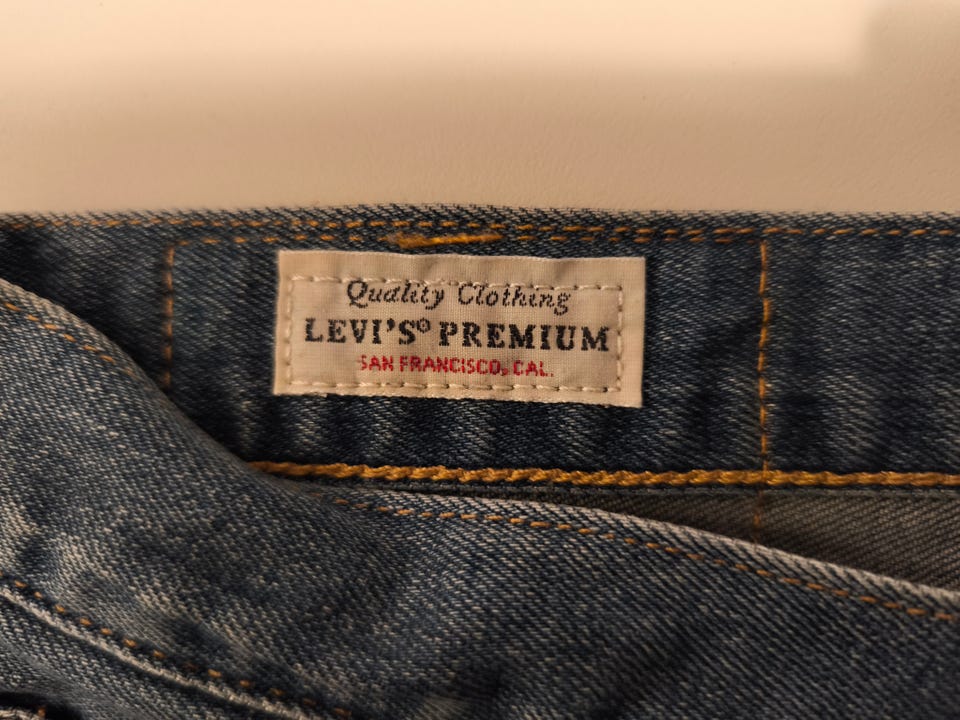 Quality Clothing
LEVI'S® PREMIUM
SAN FRANCISCO, CAL.